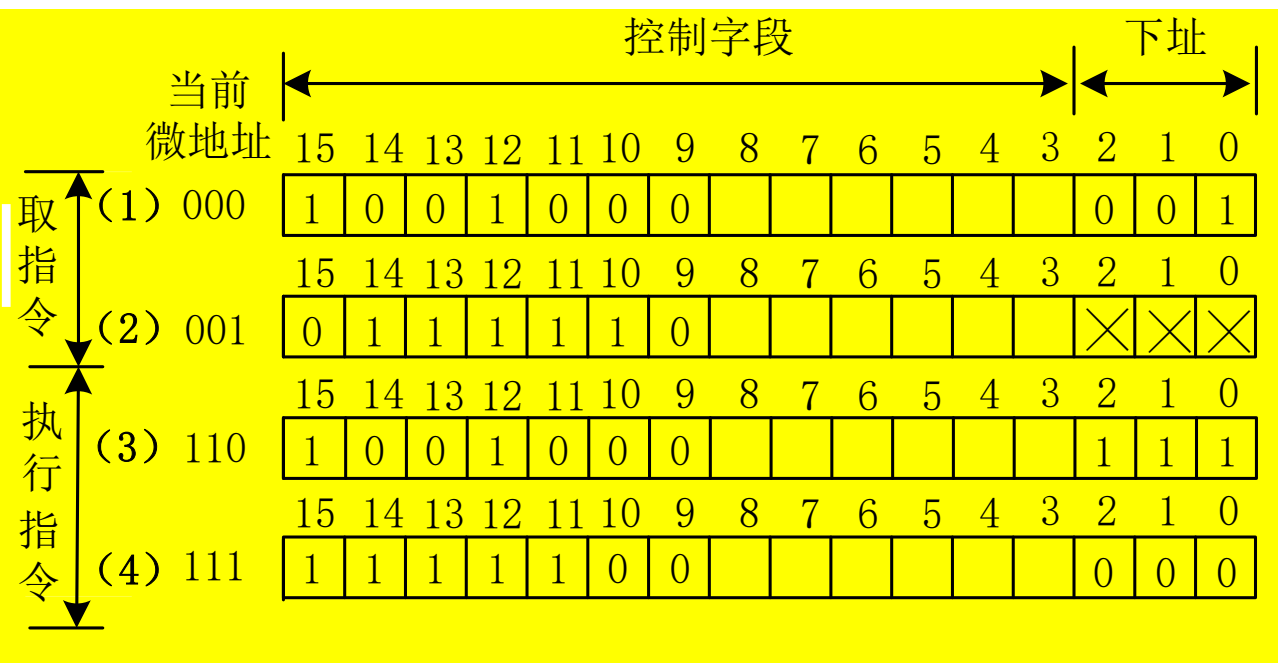 控制字段 下址
当前
微地址 15 14 13 12 11 10 9 8 7 6 5 4 3 2 1 0
取指令
(1) 000 1 0 0 1 0 0 0 0 0 1
15 14 13 12 11 10 9 8 7 6 5 4 3 2 1 0
(2) 001 0 1 1 1 1 1 0 × × ×
执行指令
15 14 13 12 11 10 9 8 7 6 5 4 3 2 1 0
(3) 110 1 0 0 1 0 0 0 1 1 1
15 14 13 12 11 10 9 8 7 6 5 4 3 2 1 0
(4) 111 1 1 1 1 1 0 0 0 0 0